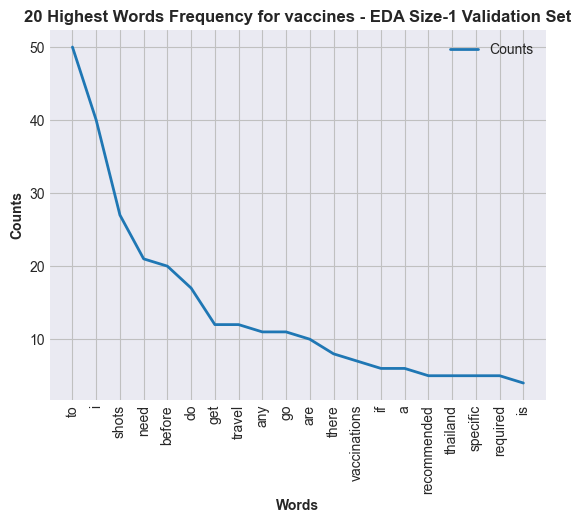 20 Highest Words Frequency for vaccines - EDA Size-1 Validation Set
Counts
50
40
30
20
10
Counts
to
i
shots
need
before
do
get
travel
any
go
are
there
vaccinations
if
a
recommended
thailand
specific
required
is
Words